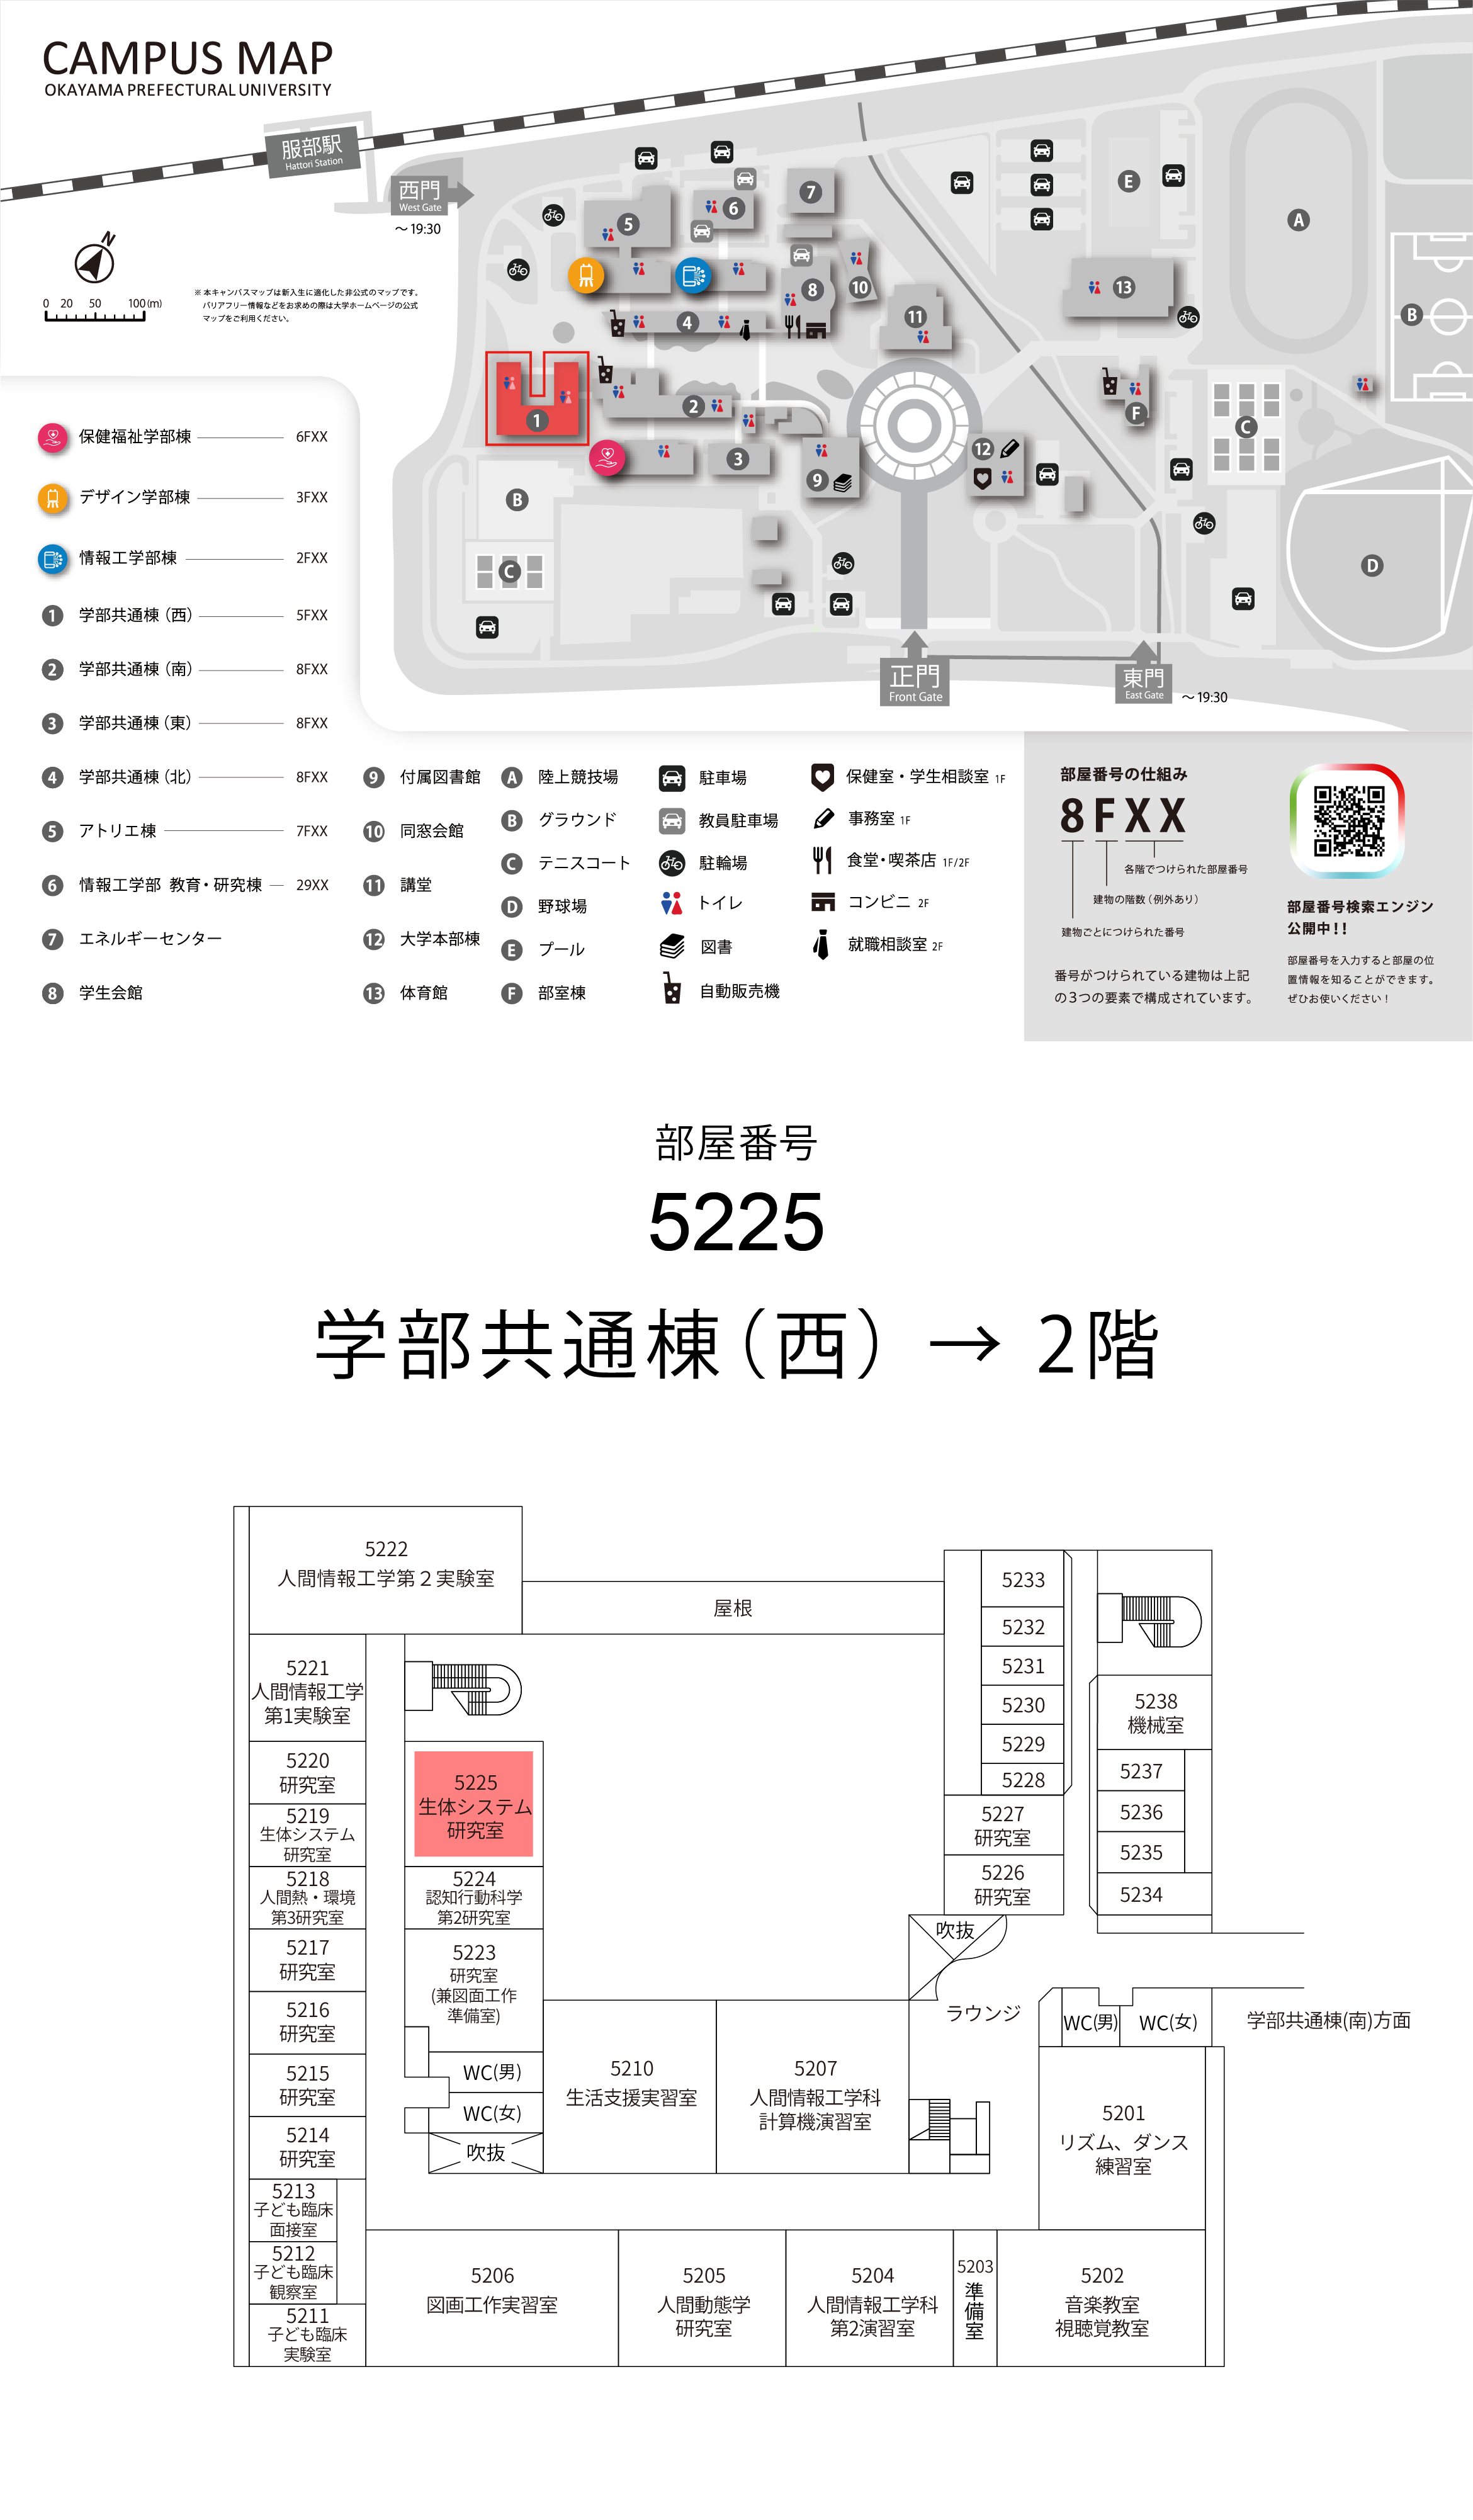 CAMPUS MAP
OKAYAMA PREFECTURAL UNIVERSITY
服部駅
Hattori Station
西門
West Gate
～19:30
N
0 20 50 100(m)
※ 本キャンパスマップは新入生に適化した非公式のマップです。
バリアフリー情報などをお求めの際は大学ホームページの公式
マップをご利用ください。
5
6
7
E
A
B
13
8
10
11
4
1
2
3
9
12
F
C
B
C
D
正門
Front Gate
東門
East Gate
～19:30
保健福祉学部棟 6FXX
デザイン学部棟 3FXX
情報工学部棟 2FXX
1 学部共通棟（西） 5FXX
2 学部共通棟（南） 8FXX
3 学部共通棟（東） 8FXX
4 学部共通棟（北） 8FXX
5 アトリエ棟 7FXX
6 情報工学部 教育・研究棟 29XX
7 エネルギーセンター
8 学生会館
9 付属図書館
10 同窓会館
11 講堂
12 大学本部棟
13 体育館
A 陸上競技場
B グラウンド
C テニスコート
D 野球場
E プール
F 部室棟
駐車場
教員駐車場
駐輪場
トイレ
図書
自動販売機
保健室・学生相談室 1F
事務室 1F
食堂・喫茶店 1F/2F
コンビニ 2F
就職相談室 2F
部屋番号の仕組み
8 F X X
各階でつけられた部屋番号
建物の階数（例外あり）
建物ごとにつけられた番号
番号がつけられている建物は上記
の３つの要素で構成されています。
部屋番号検索エンジン
公開中！！
部屋番号を入力すると部屋の位
置情報を知ることができます。
ぜひお使いください！
部屋番号
5225
学部共通棟（西） → 2階
5222
人間情報工学第２実験室
屋根
5221
人間情報工学
第1実験室
5220
研究室
5219
生体システム
研究室
5218
人間熱・環境
第3研究室
5217
研究室
5216
研究室
5215
研究室
5214
研究室
5213
子ども臨床
面接室
5212
子ども臨床
観察室
5211
子ども臨床
実験室
5225
生体システム
研究室
5224
認知行動科学
第2研究室
5223
研究室
(兼図面工作
準備室)
WC(男)
WC(女)
吹抜
5210
生活支援実習室
5207
人間情報工学科
計算機演習室
5233
5232
5231
5230
5229
5228
5227
研究室
5226
研究室
吹抜
ラウンジ
5238
機械室
5237
5236
5235
5234
WC(男)
WC(女)
学部共通棟(南)方面
5201
リズム、ダンス
練習室
5206
図画工作実習室
5205
人間動態学
研究室
5204
人間情報工学科
第2演習室
5203
準備室
5202
音楽教室
視聴覚教室